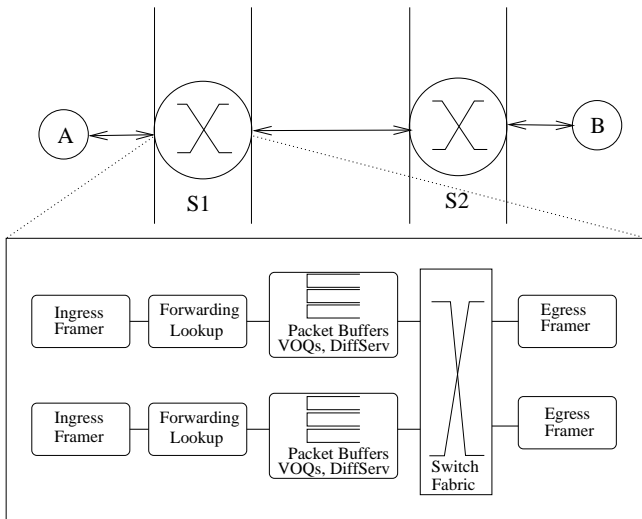 A
B
S1
S2
Ingress
Framer
Forwarding
Lookup
Packet Buffers
VOQs, DiffServ
Egress
Framer
Ingress
Framer
Forwarding
Lookup
Packet Buffers
VOQs, DiffServ
Switch
Fabric
Egress
Framer